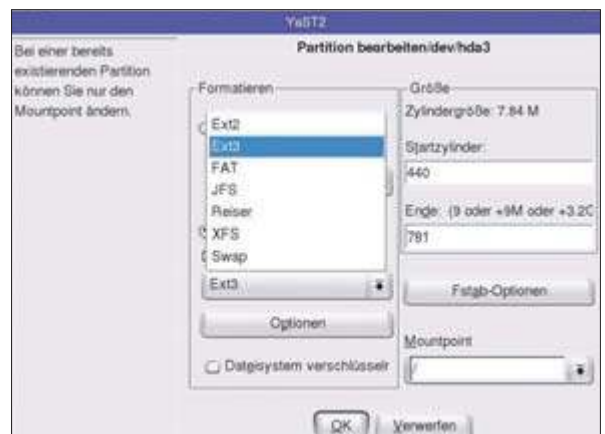 YaST2
Bei einer bereits
existierenden Partition
können Sie nur den
Mountpoint ändern.
Partition bearbeiten/dev/hda3
Formatieren
Ext2
Ext3
FAT
JFS
Reiser
XFS
Swap
Ext3
Optionen
Dateisystem verschlüsseln
Größe
Zylindergröße: 7.84 M
Startzylinder:
440
Ende: (9 oder +9M oder +3.2G
781
Fstab-Optionen
Mountpoint
/
OK
Verwerfen